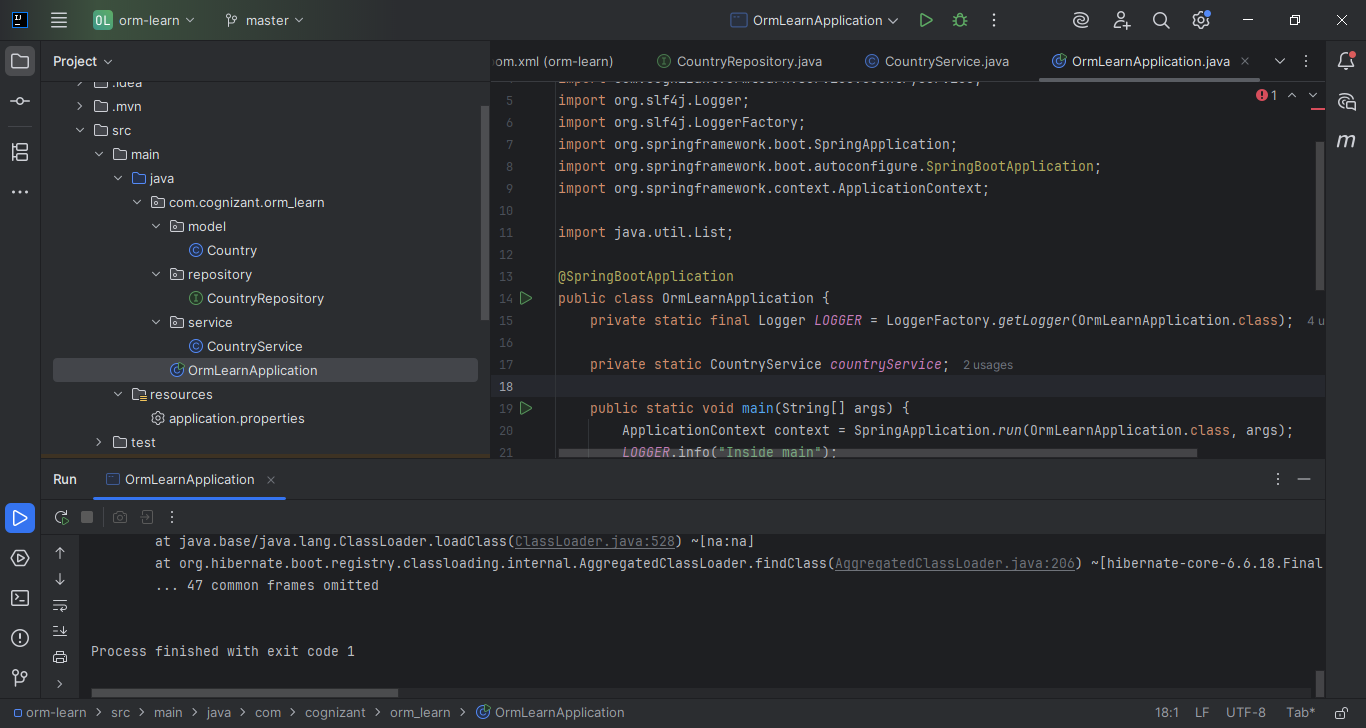 OL orm-learn master OrmLearnApplication
Project
.idea
.mvn
src
main
java
com.cognizant.orm_learn
model
Country
repository
CountryRepository
service
CountryService
OrmLearnApplication
resources
application.properties
test
om.xml (orm-learn) CountryRepository.java CountryService.java OrmLearnApplication.java
1
5 import org.slf4j.Logger;
6 import org.slf4j.LoggerFactory;
7 import org.springframework.boot.SpringApplication;
8 import org.springframework.boot.autoconfigure.SpringBootApplication;
9 import org.springframework.context.ApplicationContext;
10
11 import java.util.List;
12
13 @SpringBootApplication
14 public class OrmLearnApplication {
15 private static final Logger LOGGER = LoggerFactory.getLogger(OrmLearnApplication.class); 4 u
16
17 private static CountryService countryService; 2 usages
18
19 public static void main(String[] args) {
20 ApplicationContext context = SpringApplication.run(OrmLearnApplication.class, args);
21 LOGGER.info("Inside main");
Run OrmLearnApplication
at java.base/java.lang.ClassLoader.loadClass(ClassLoader.java:528) ~[na:na]
at org.hibernate.boot.registry.classloading.internal.AggregatedClassLoader.findClass(AggregatedClassLoader.java:206) ~[hibernate-core-6.6.18.Final
... 47 common frames omitted
Process finished with exit code 1
orm-learn > src > main > java > com > cognizant > orm_learn > OrmLearnApplication 18:1 LF UTF-8 Tab*